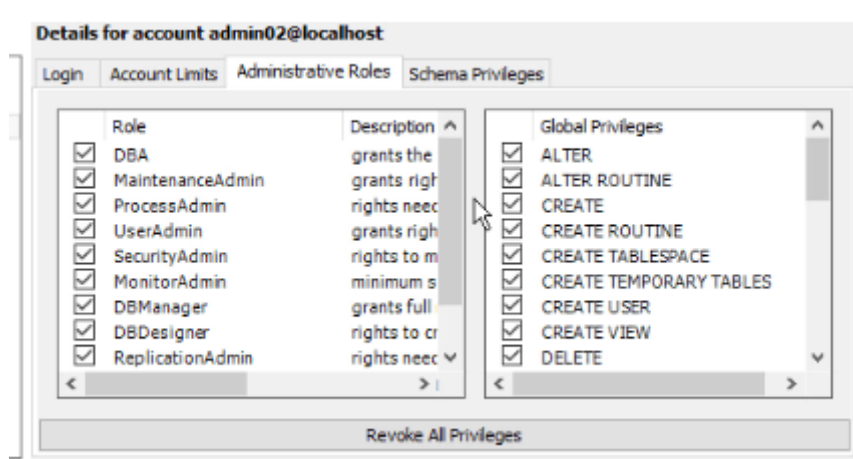 Details for account admin02@localhost
Login Account Limits Administrative Roles Schema Privileges
Role Description
DBA grants the
MaintenanceAdmin grants righ
ProcessAdmin rights need
UserAdmin grants righ
SecurityAdmin rights to m
MonitorAdmin minimum s
DBManager grants full
DBDesigner rights to cr
ReplicationAdmin rights need
Global Privileges
ALTER
ALTER ROUTINE
CREATE
CREATE ROUTINE
CREATE TABLESPACE
CREATE TEMPORARY TABLES
CREATE USER
CREATE VIEW
DELETE
Revoke All Privileges